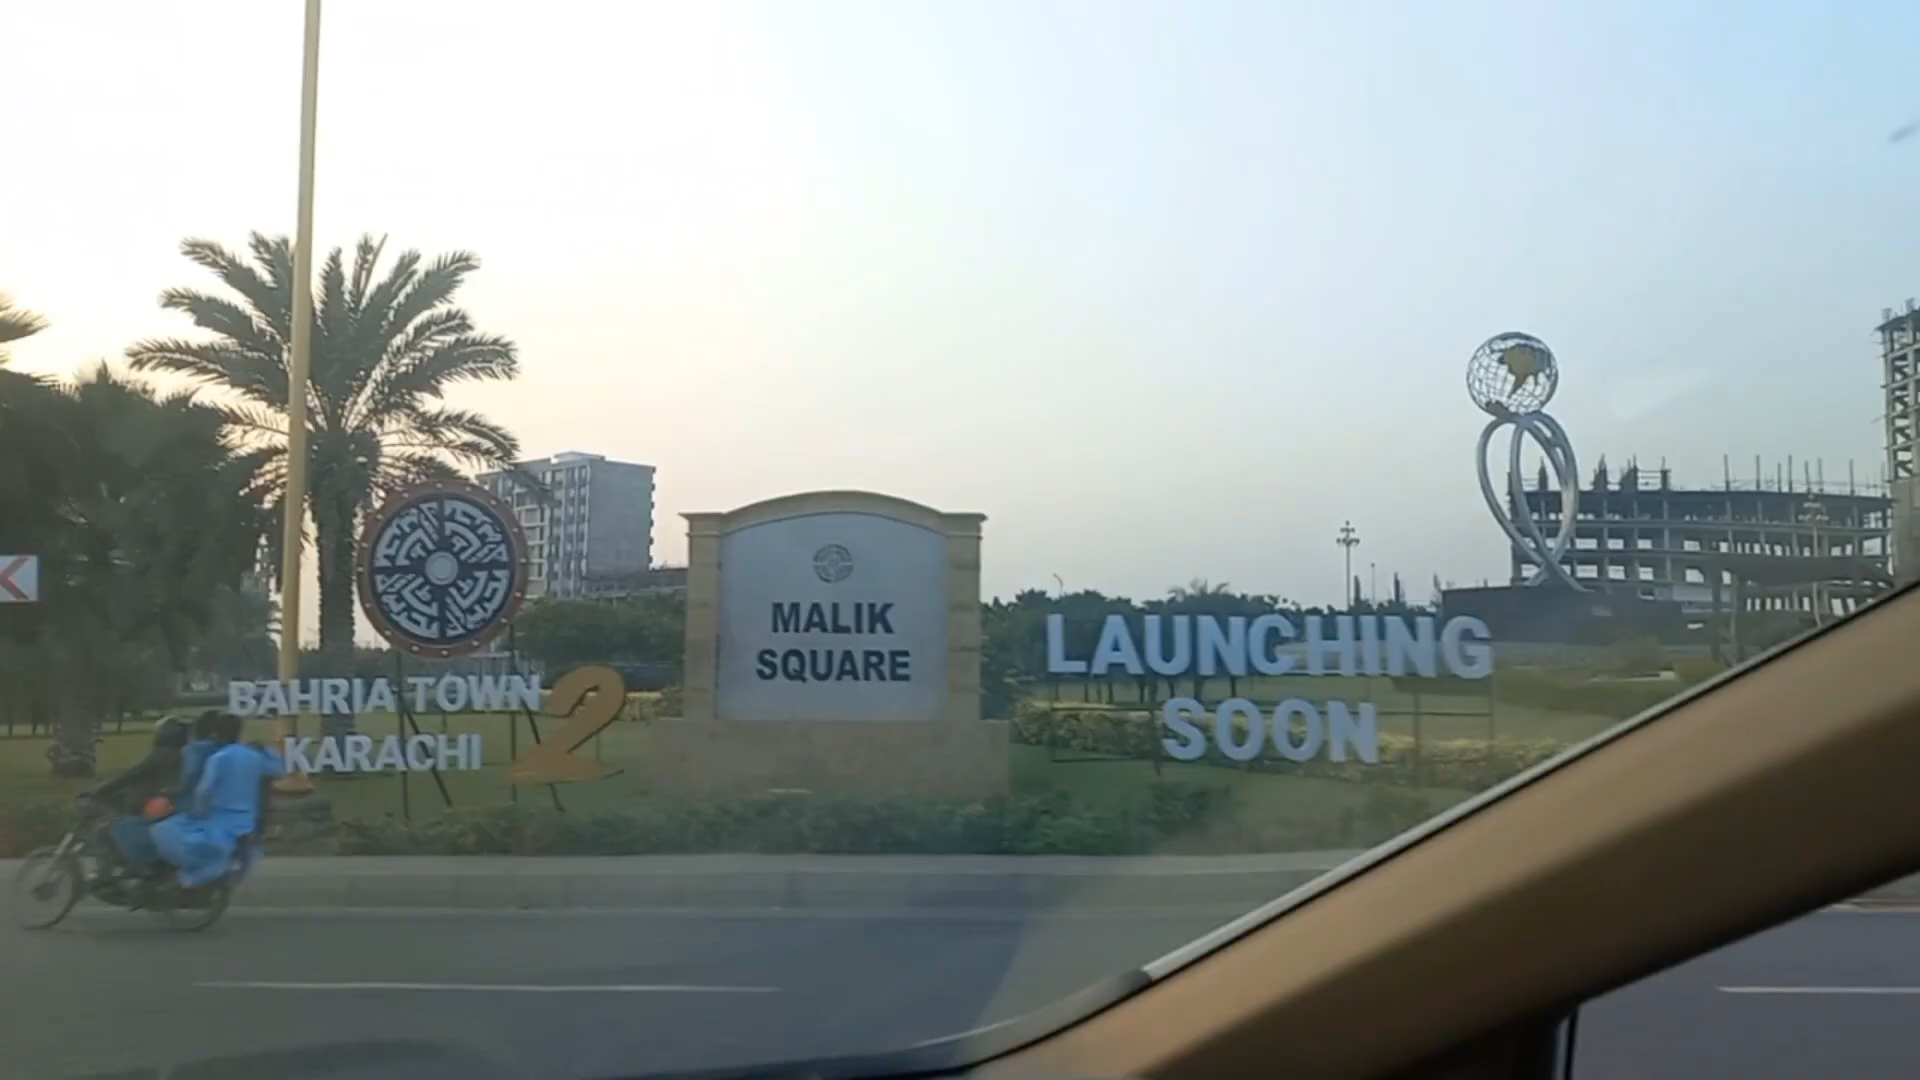 BAHRIA TOWN
KARACHI 2
MALIK
SQUARE
LAUNCHING
SOON